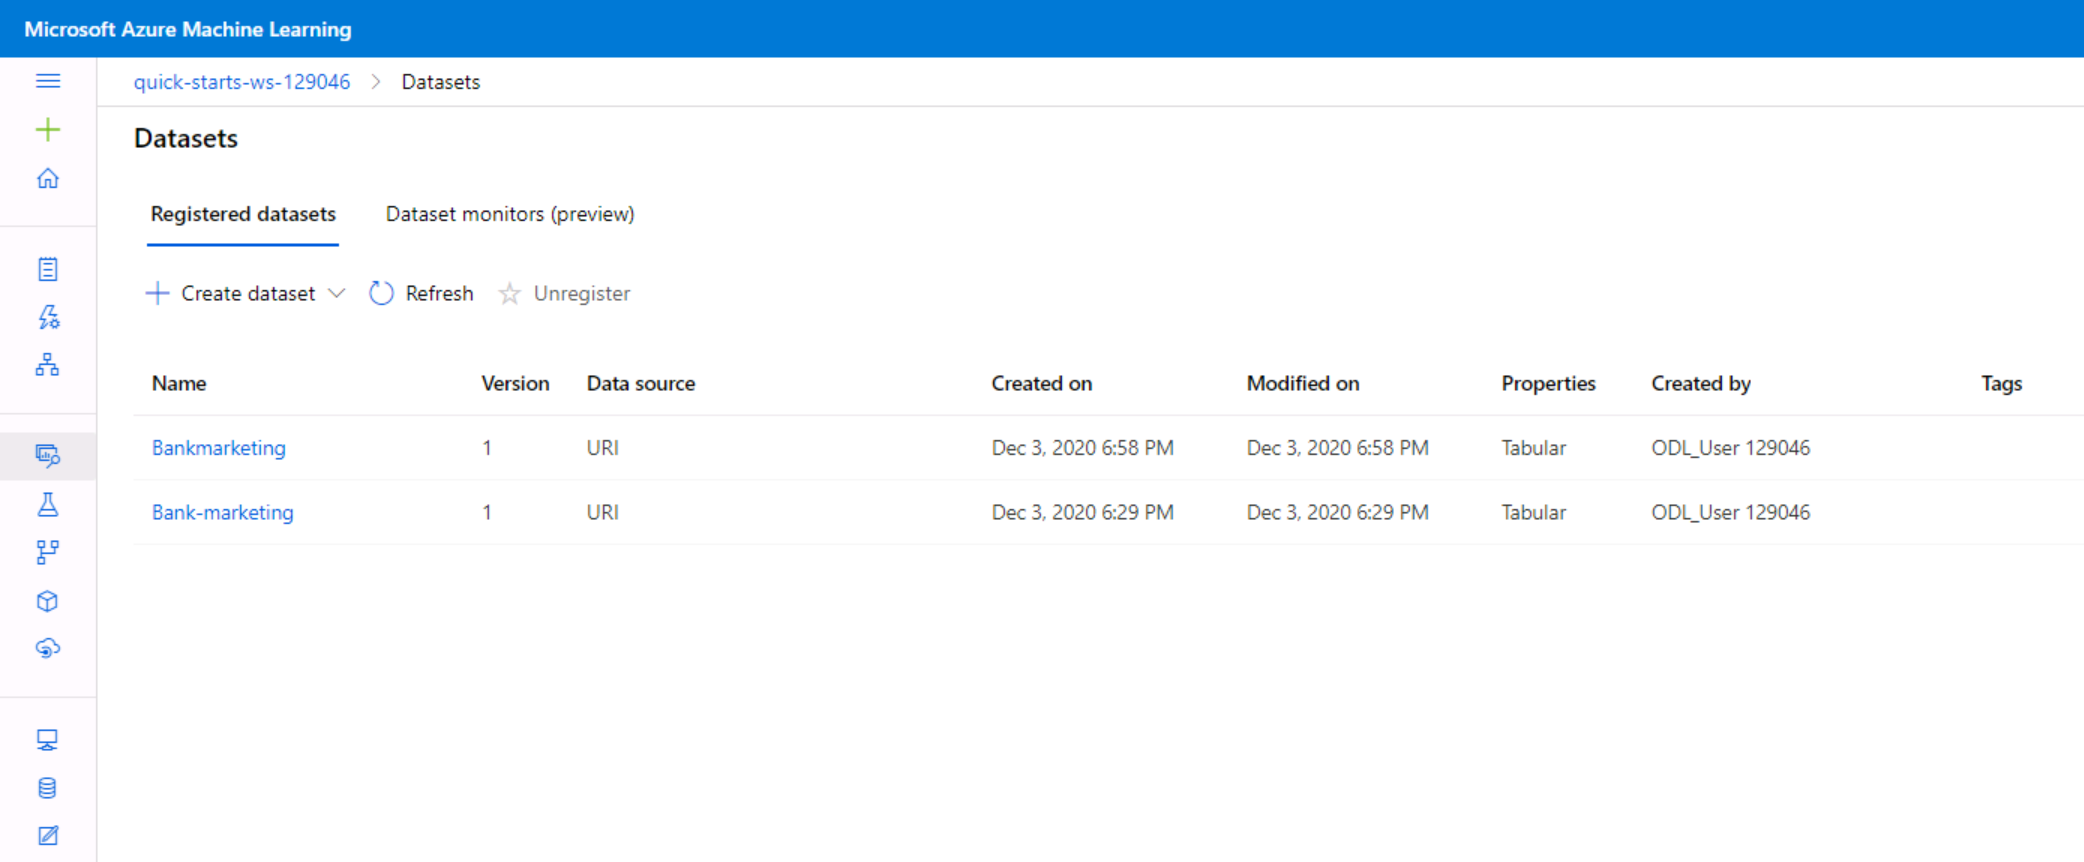 Microsoft Azure Machine Learning
quick-starts-ws-129046 > Datasets
Datasets
Registered datasets Dataset monitors (preview)
Create dataset Refresh Unregister
Name Version Data source Created on Modified on Properties Created by Tags
Bankmarketing 1 URI Dec 3, 2020 6:58 PM Dec 3, 2020 6:58 PM Tabular ODL_User 129046
Bank-marketing 1 URI Dec 3, 2020 6:29 PM Dec 3, 2020 6:29 PM Tabular ODL_User 129046